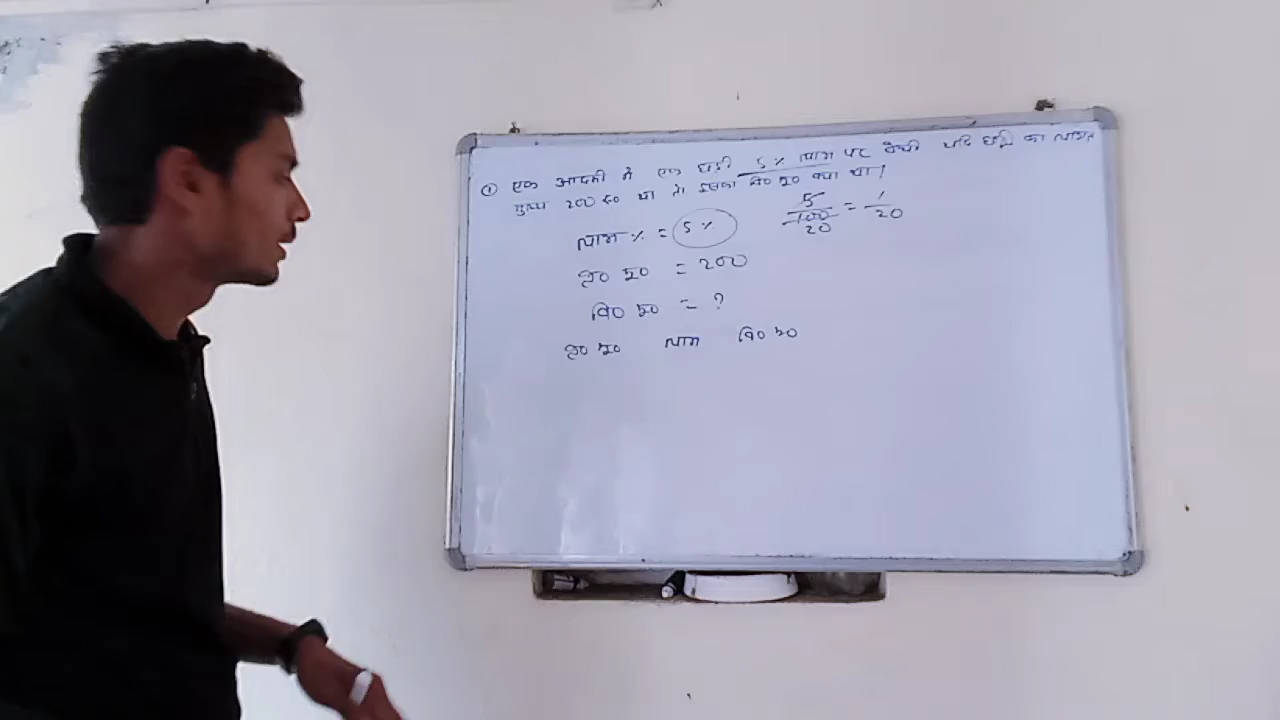 ① एक आदमी ने एक घड़ी 5% लाभ पर बेची यदि घड़ी का लागत
मुल्य 200 रु० था तो उसका वि० मू० क्या था।
5/100 = 1/20
20
लाभ % = 5%
क्र० मू० = 200
वि० मू० = ?
क्र० मू० लाभ वि० मू०